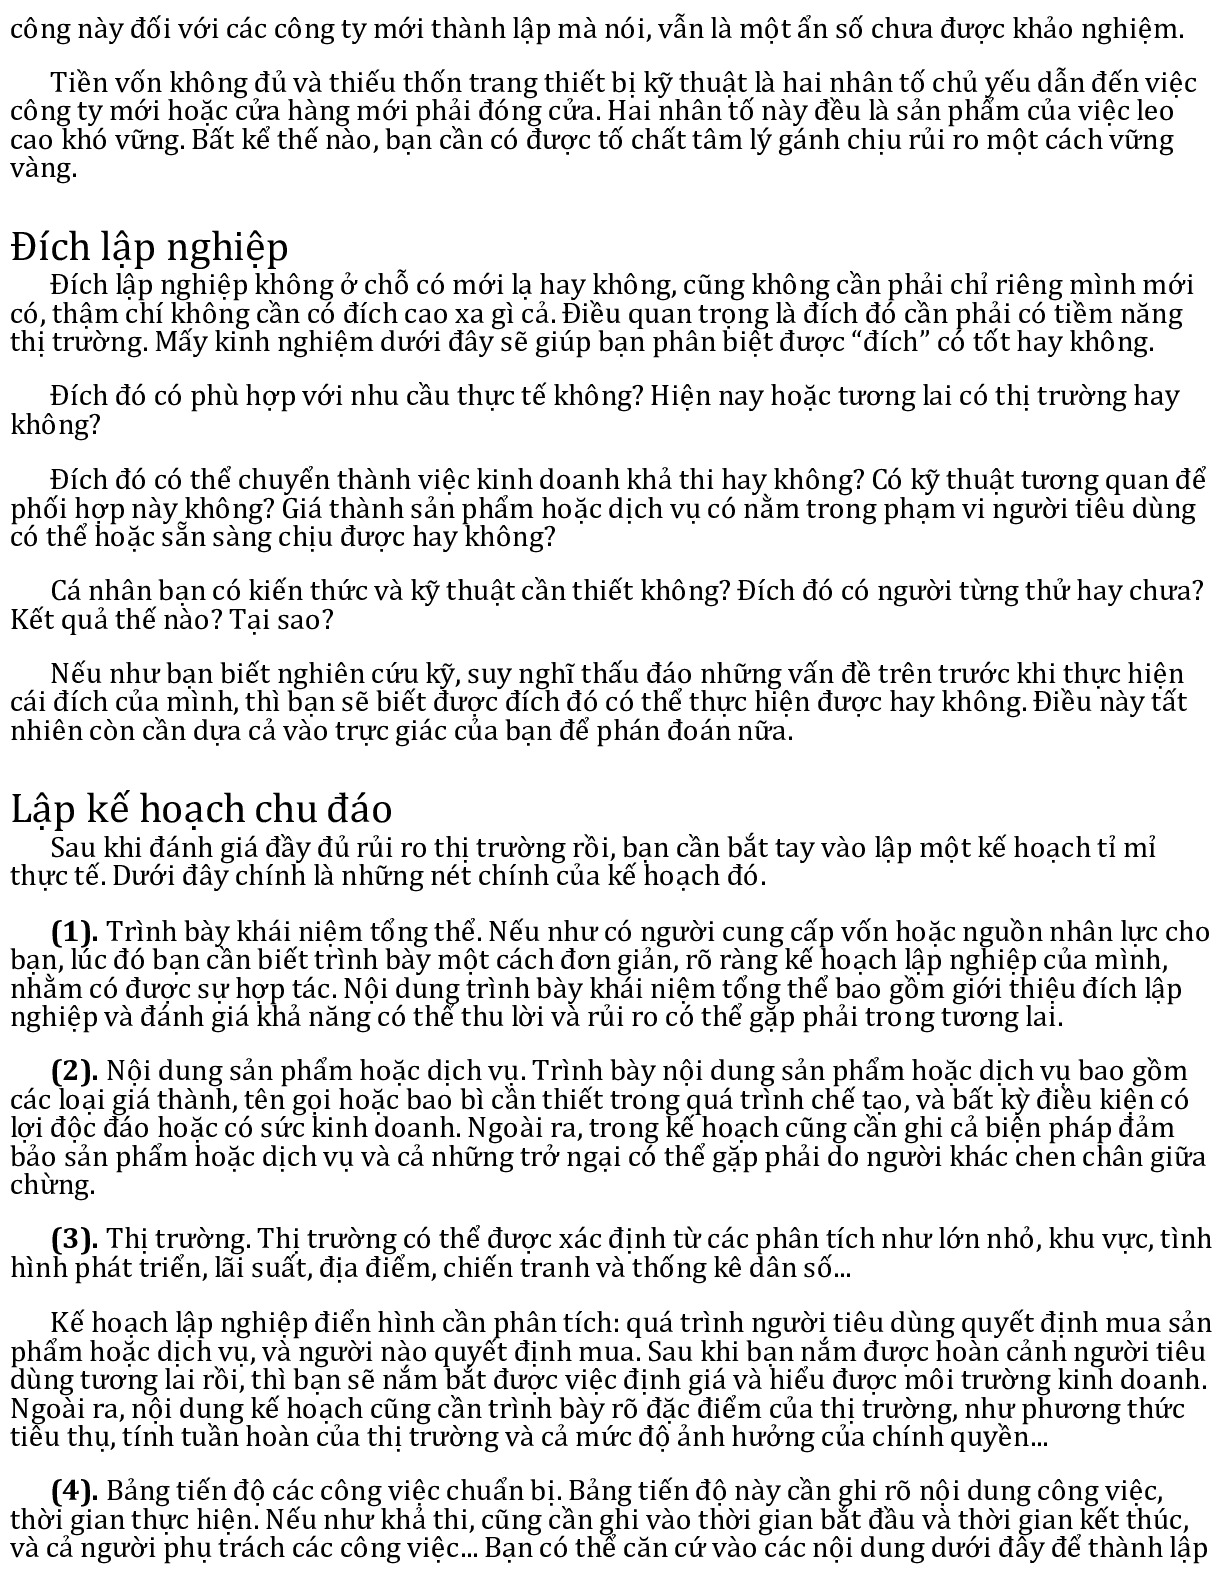 công này đối với các công ty mới thành lập mà nói, vẫn là một ẩn số chưa được khảo nghiệm.
Tiền vốn không đủ và thiếu thốn trang thiết bị kỹ thuật là hai nhân tố chủ yếu dẫn đến việc
công ty mới hoặc cửa hàng mới phải đóng cửa. Hai nhân tố này đều là sản phẩm của việc leo
cao khó vững. Bất kể thế nào, bạn cần có được tố chất tâm lý gánh chịu rủi ro một cách vững
vàng.
Đích lập nghiệp
Đích lập nghiệp không ở chỗ có mới lạ hay không, cũng không cần phải chỉ riêng mình mới
có, thậm chí không cần có đích cao xa gì cả. Điều quan trọng là đích đó cần phải có tiềm năng
thị trường. Mấy kinh nghiệm dưới đây sẽ giúp bạn phân biệt được “đích” có tốt hay không.
Đích đó có phù hợp với nhu cầu thực tế không? Hiện nay hoặc tương lai có thị trường hay
không?
Đích đó có thể chuyển thành việc kinh doanh khả thi hay không? Có kỹ thuật tương quan để
phối hợp này không? Giá thành sản phẩm hoặc dịch vụ có nằm trong phạm vi người tiêu dùng
có thể hoặc sẵn sàng chịu được hay không?
Cá nhân bạn có kiến thức và kỹ thuật cần thiết không? Đích đó có người từng thử hay chưa?
Kết quả thế nào? Tại sao?
Nếu như bạn biết nghiên cứu kỹ, suy nghĩ thấu đáo những vấn đề trên trước khi thực hiện
cái đích của mình, thì bạn sẽ biết được đích đó có thể thực hiện được hay không. Điều này tất
nhiên còn cần dựa cả vào trực giác của bạn để phán đoán nữa.
Lập kế hoạch chu đáo
Sau khi đánh giá đầy đủ rủi ro thị trường rồi, bạn cần bắt tay vào lập một kế hoạch tỉ mỉ
thực tế. Dưới đây chính là những nét chính của kế hoạch đó.
(1). Trình bày khái niệm tổng thể. Nếu như có người cung cấp vốn hoặc nguồn nhân lực cho
bạn, lúc đó bạn cần biết trình bày một cách đơn giản, rõ ràng kế hoạch lập nghiệp của mình,
nhằm có được sự hợp tác. Nội dung trình bày khái niệm tổng thể bao gồm giới thiệu đích lập
nghiệp và đánh giá khả năng có thể thu lời và rủi ro có thể gặp phải trong tương lai.
(2). Nội dung sản phẩm hoặc dịch vụ. Trình bày nội dung sản phẩm hoặc dịch vụ bao gồm
các loại giá thành, tên gọi hoặc bao bì cần thiết trong quá trình chế tạo, và bất kỳ điều kiện có
lợi độc đáo hoặc có sức kinh doanh. Ngoài ra, trong kế hoạch cũng cần ghi cả biện pháp đảm
bảo sản phẩm hoặc dịch vụ và cả những trở ngại có thể gặp phải do người khác chen chân giữa
chừng.
(3). Thị trường. Thị trường có thể được xác định từ các phân tích như lớn nhỏ, khu vực, tình
hình phát triển, lãi suất, địa điểm, chiến tranh và thống kê dân số...
Kế hoạch lập nghiệp điển hình cần phân tích: quá trình người tiêu dùng quyết định mua sản
phẩm hoặc dịch vụ, và người nào quyết định mua. Sau khi bạn nắm được hoàn cảnh người tiêu
dùng tương lai rồi, thì bạn sẽ nắm bắt được việc định giá và hiểu được môi trường kinh doanh.
Ngoài ra, nội dung kế hoạch cũng cần trình bày rõ đặc điểm của thị trường, như phương thức
tiêu thụ, tính tuần hoàn của thị trường và cả mức độ ảnh hưởng của chính quyền...
(4). Bảng tiến độ các công việc chuẩn bị. Bảng tiến độ này cần ghi rõ nội dung công việc,
thời gian thực hiện. Nếu như khả thi, cũng cần ghi vào thời gian bắt đầu và thời gian kết thúc,
và cả người phụ trách các công việc... Bạn có thể căn cứ vào các nội dung dưới đây để thành lập